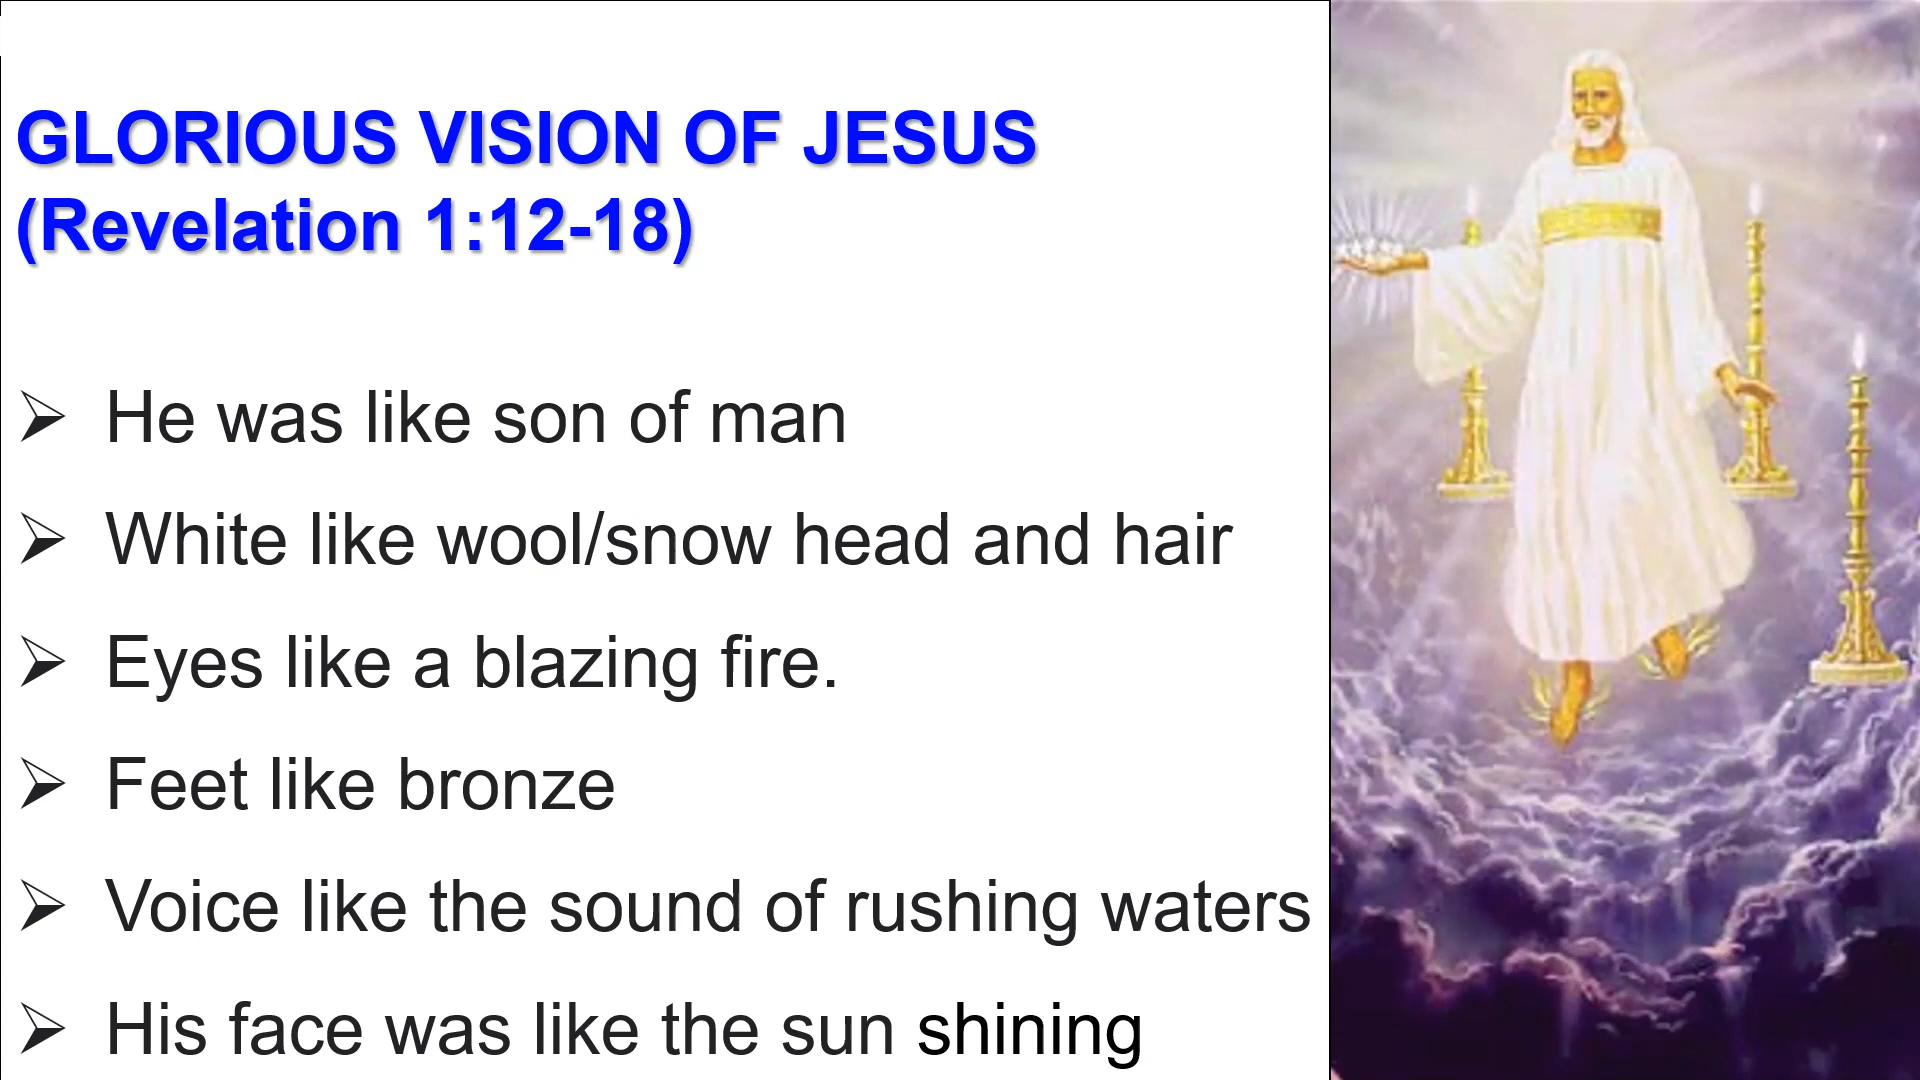 GLORIOUS VISION OF JESUS
(Revelation 1:12-18)
➢ He was like son of man
➢ White like wool/snow head and hair
➢ Eyes like a blazing fire.
➢ Feet like bronze
➢ Voice like the sound of rushing waters
➢ His face was like the sun shining